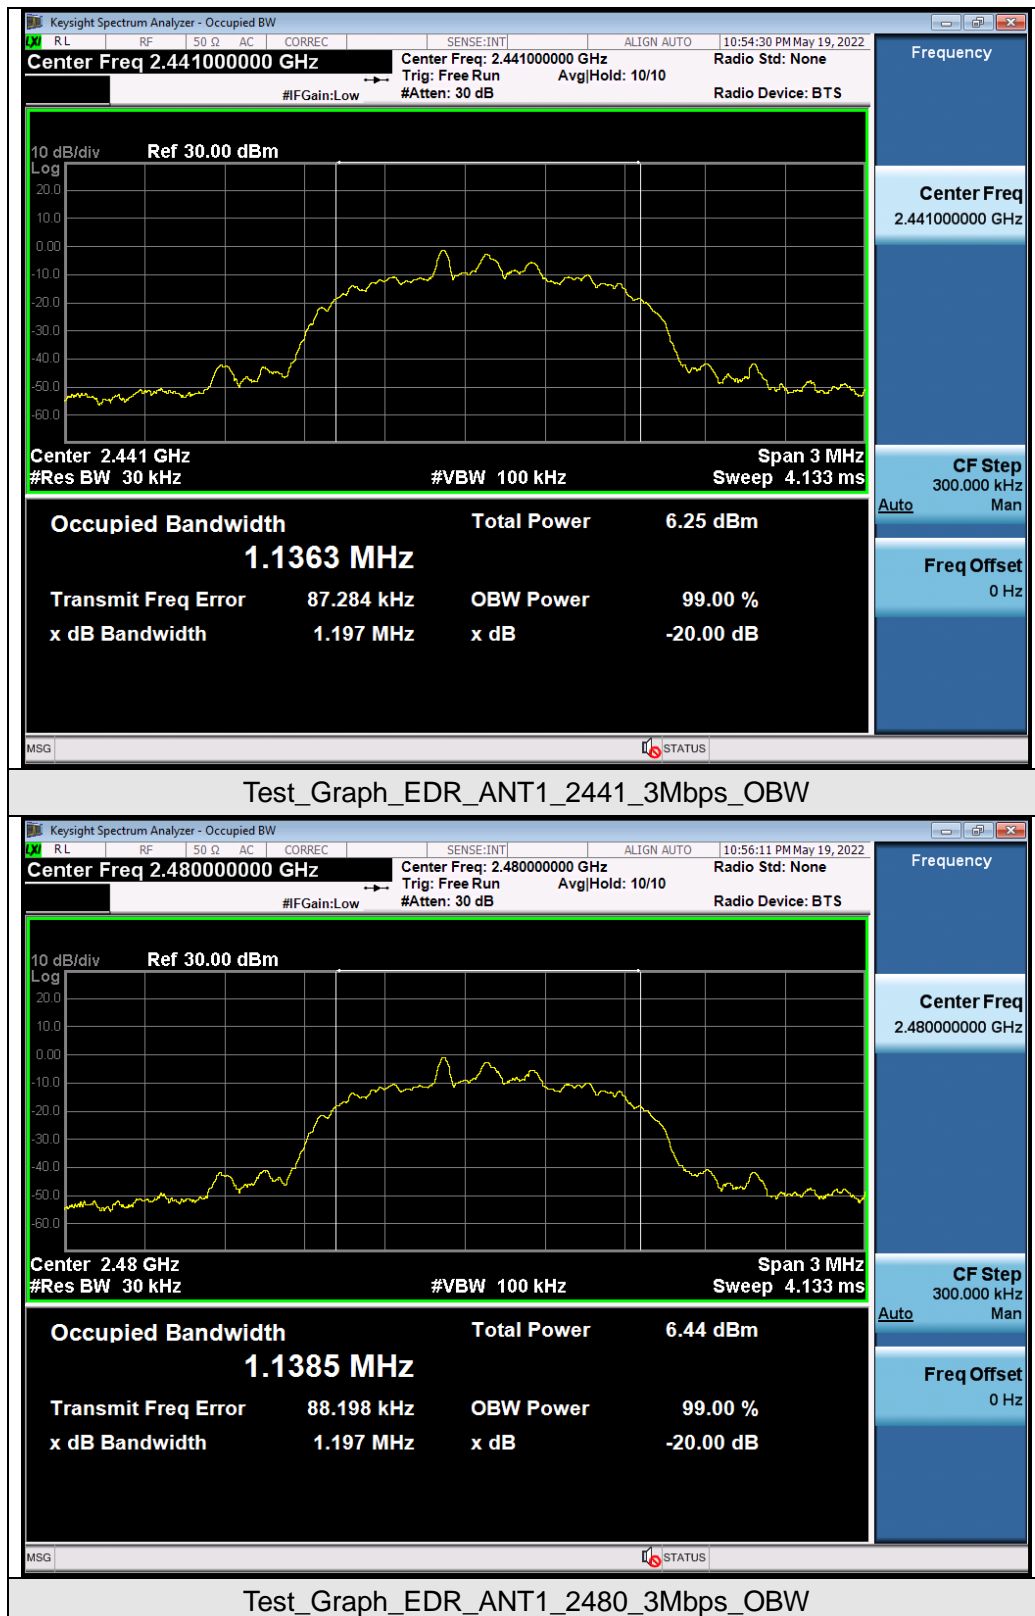 Keysight Spectrum Analyzer - Occupied BW
LXI RL RF 50 Ω AC CORREC SENSE:INT ALIGN AUTO 10:54:30 PM May 19, 2022
Center Freq 2.441000000 GHz
Center Freq: 2.441000000 GHz Radio Std: None
Trig: Free Run Avg|Hold: 10/10
#IFGain:Low #Atten: 30 dB Radio Device: BTS
Frequency
10 dB/div Ref 30.00 dBm
Log
20.0
10.0
0.00
-10.0
-20.0
-30.0
-40.0
-50.0
-60.0
Center 2.441 GHz Span 3 MHz
#Res BW 30 kHz #VBW 100 kHz Sweep 4.133 ms
Center Freq
2.441000000 GHz
CF Step
300.000 kHz
Auto Man
Freq Offset
0 Hz
Occupied Bandwidth Total Power 6.25 dBm
1.1363 MHz
Transmit Freq Error 87.284 kHz OBW Power 99.00 %
x dB Bandwidth 1.197 MHz x dB -20.00 dB
MSG STATUS
Test_Graph_EDR_ANT1_2441_3Mbps_OBW
Keysight Spectrum Analyzer - Occupied BW
LXI RL RF 50 Ω AC CORREC SENSE:INT ALIGN AUTO 10:56:11 PM May 19, 2022
Center Freq 2.480000000 GHz
Center Freq: 2.480000000 GHz Radio Std: None
Trig: Free Run Avg|Hold: 10/10
#IFGain:Low #Atten: 30 dB Radio Device: BTS
Frequency
10 dB/div Ref 30.00 dBm
Log
20.0
10.0
0.00
-10.0
-20.0
-30.0
-40.0
-50.0
-60.0
Center 2.48 GHz Span 3 MHz
#Res BW 30 kHz #VBW 100 kHz Sweep 4.133 ms
Center Freq
2.480000000 GHz
CF Step
300.000 kHz
Auto Man
Freq Offset
0 Hz
Occupied Bandwidth Total Power 6.44 dBm
1.1385 MHz
Transmit Freq Error 88.198 kHz OBW Power 99.00 %
x dB Bandwidth 1.197 MHz x dB -20.00 dB
MSG STATUS
Test_Graph_EDR_ANT1_2480_3Mbps_OBW